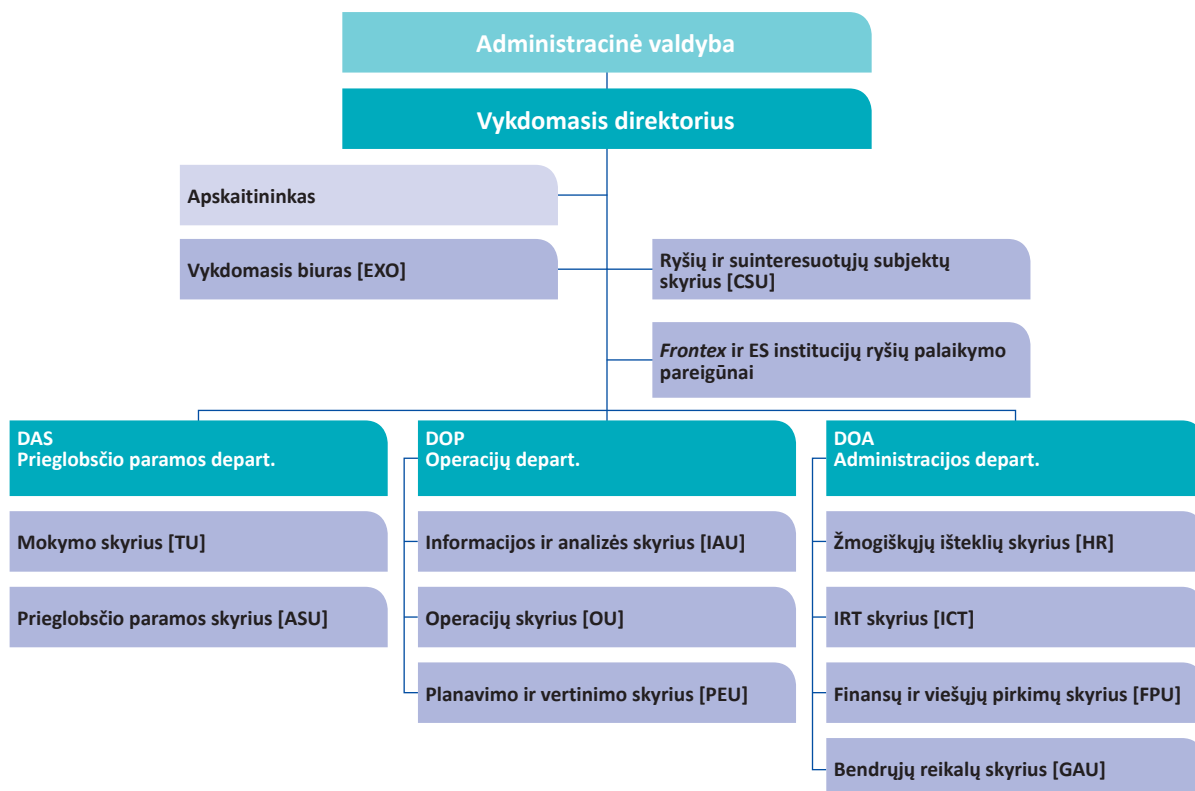 Administracinė valdyba
Vykdomasis direktorius
Apskaitininkas
Vykdomasis biuras [EXO]
Ryšių ir suinteresuotųjų subjektų
skyrius [CSU]
Frontex ir ES institucijų ryšių palaikymo
pareigūnai
DAS
Prieglobsčio paramos depart.
Mokymo skyrius [TU]
Prieglobsčio paramos skyrius [ASU]
DOP
Operacijų depart.
Informacijos ir analizės skyrius [IAU]
Operacijų skyrius [OU]
Planavimo ir vertinimo skyrius [PEU]
DOA
Administracijos depart.
Žmogiškųjų išteklių skyrius [HR]
IRT skyrius [ICT]
Finansų ir viešųjų pirkimų skyrius [FPU]
Bendrųjų reikalų skyrius [GAU]